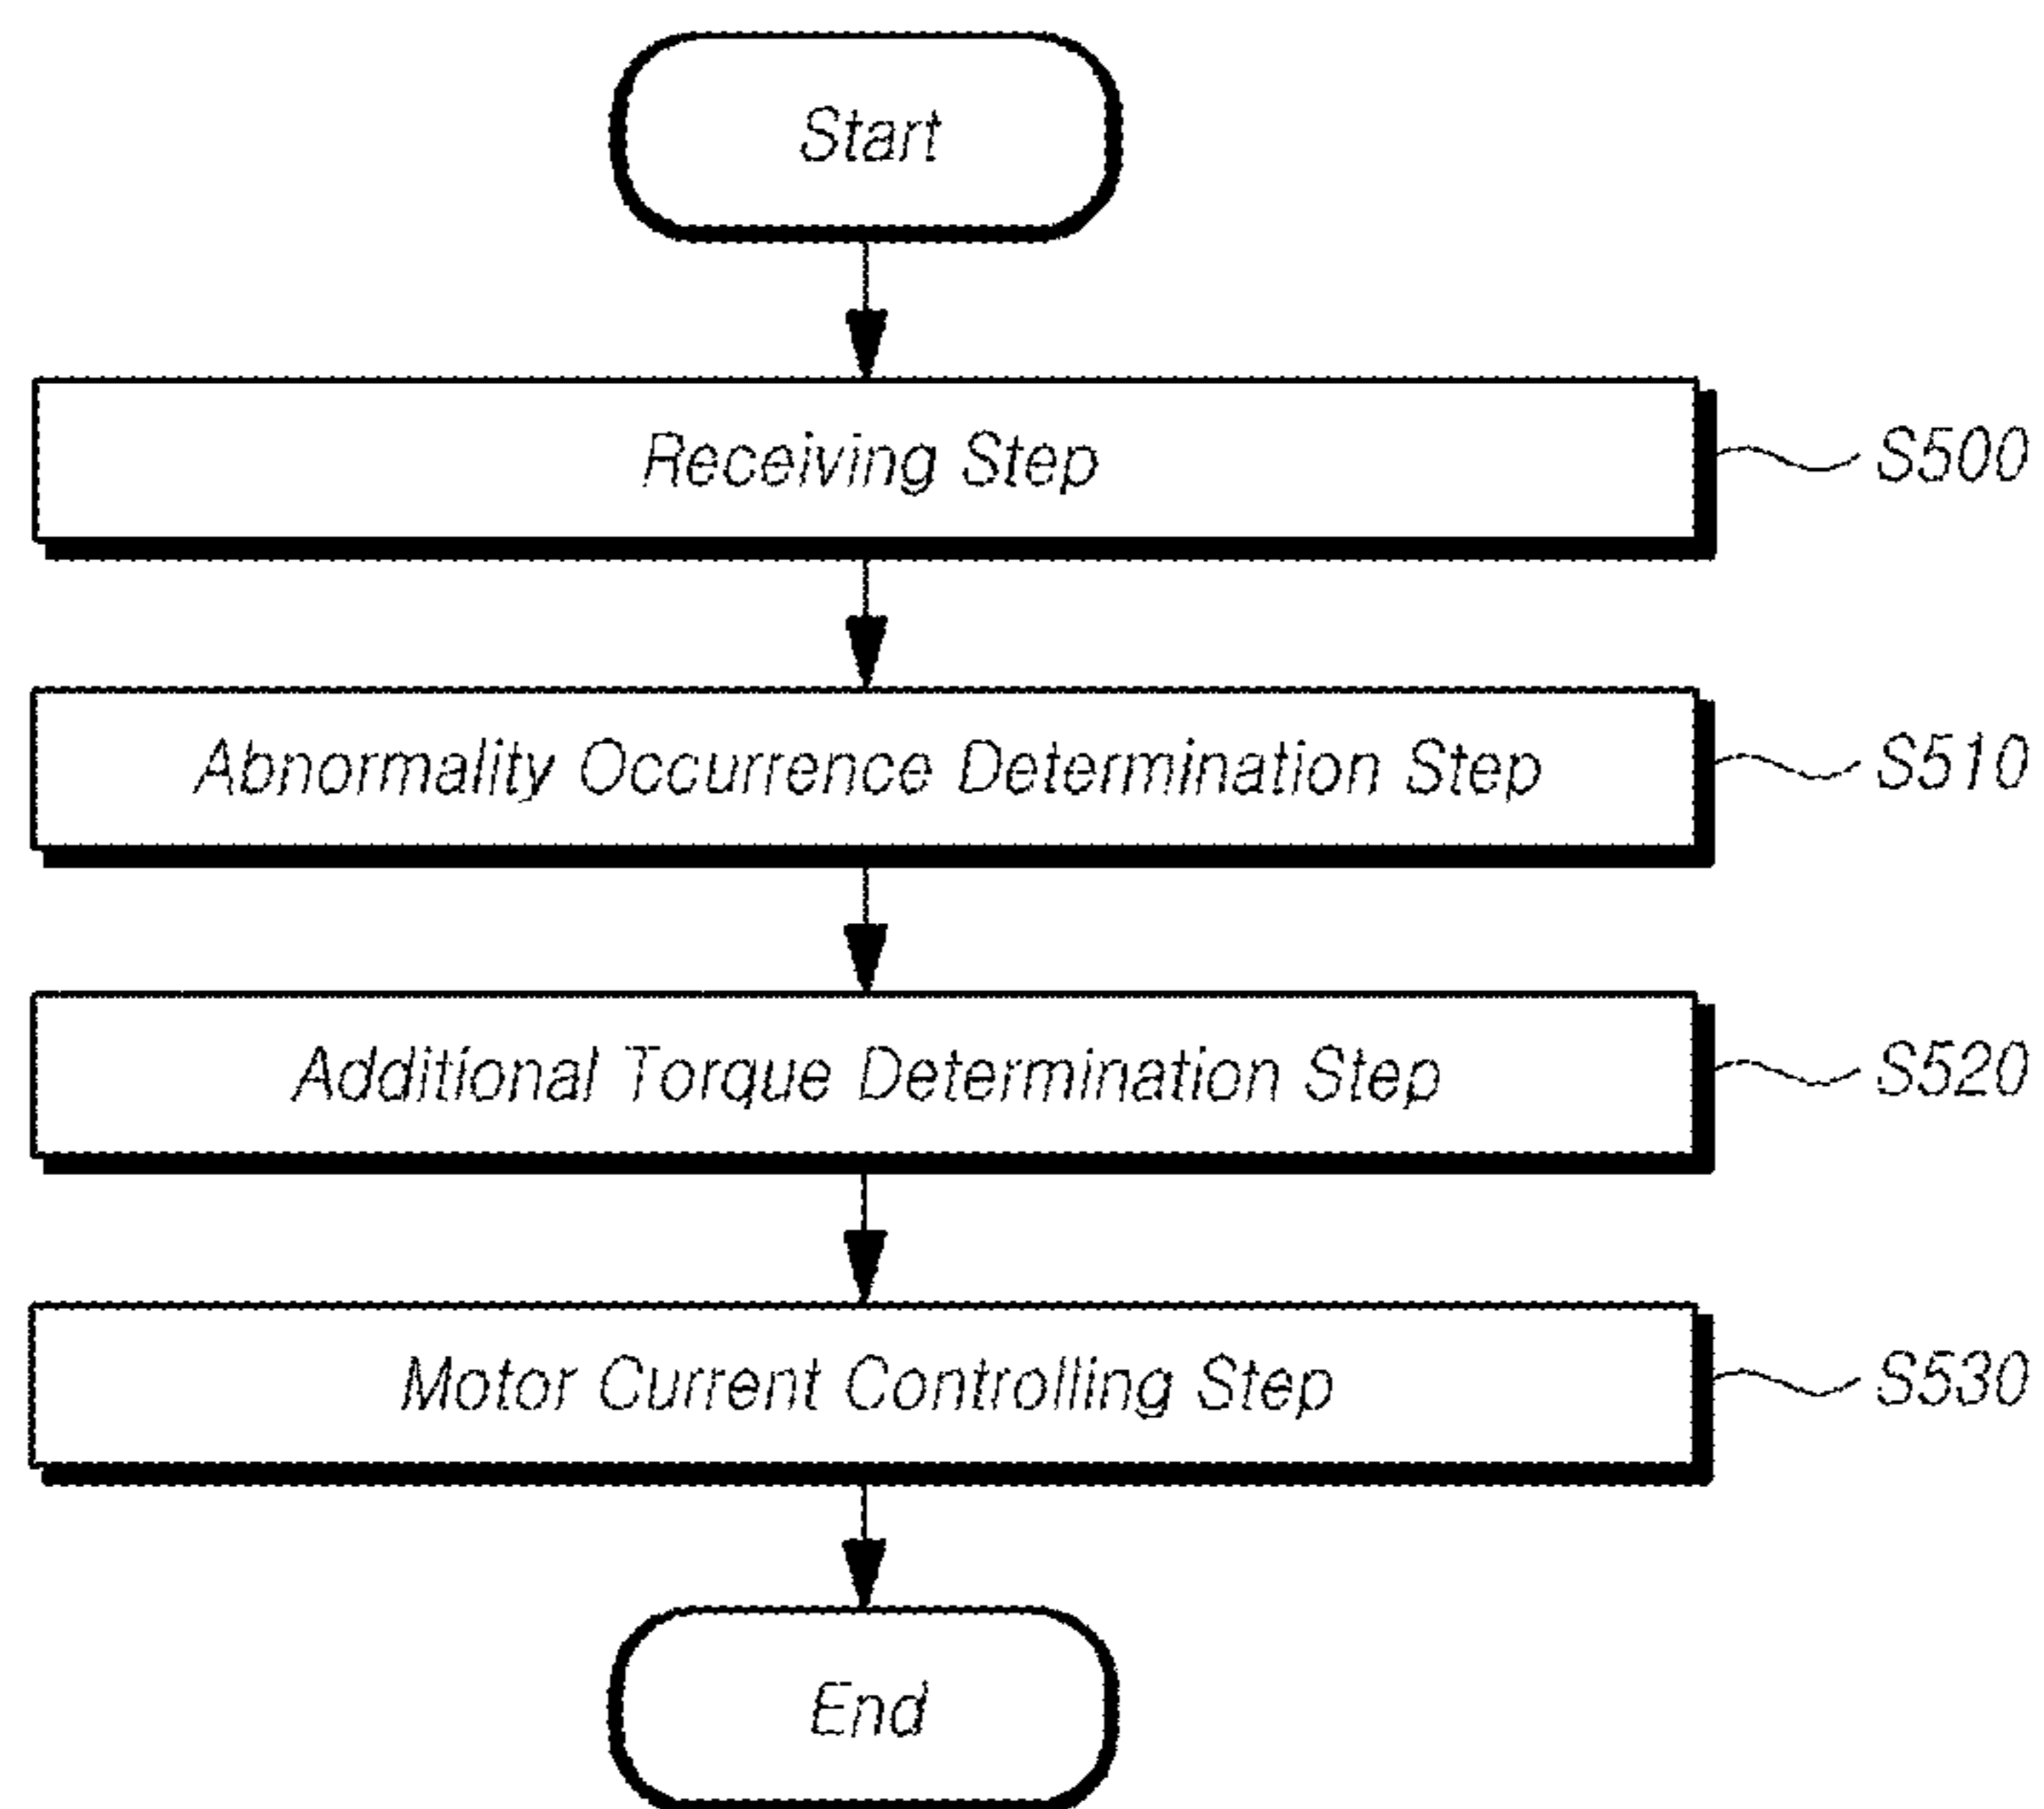 Start
Receiving Step
S500
Abnormality Occurrence Determination Step
S510
Additional Torque Determination Step
S520
Motor Current Controlling Step
S530
End